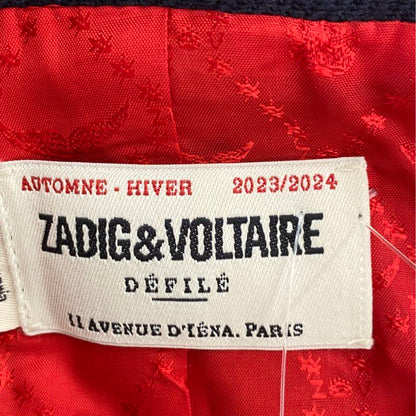 AUTOMNE - HIVER 2023/2024
ZADIG&VOLTAIRE
DÉFILÉ
11 AVENUE D'IÉNA. PARIS